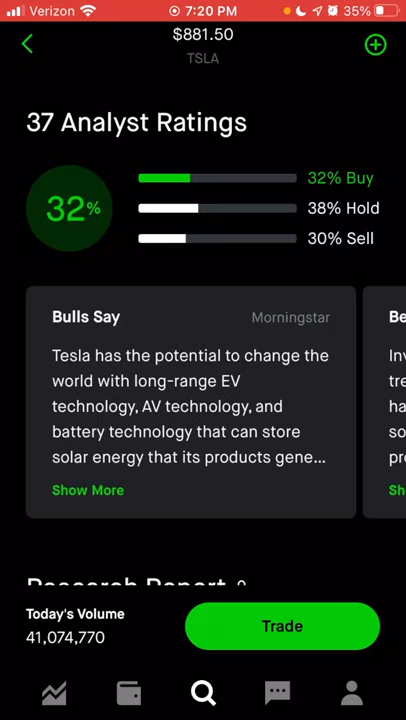 Verizon 7:20 PM 35%
$881.50
TSLA
37 Analyst Ratings
32%
32% Buy
38% Hold
30% Sell
Bulls Say Morningstar
Tesla has the potential to change the
world with long-range EV
technology, AV technology, and
battery technology that can store
solar energy that its products gene...
Show More
Research Report
Today's Volume
41,074,770
Trade